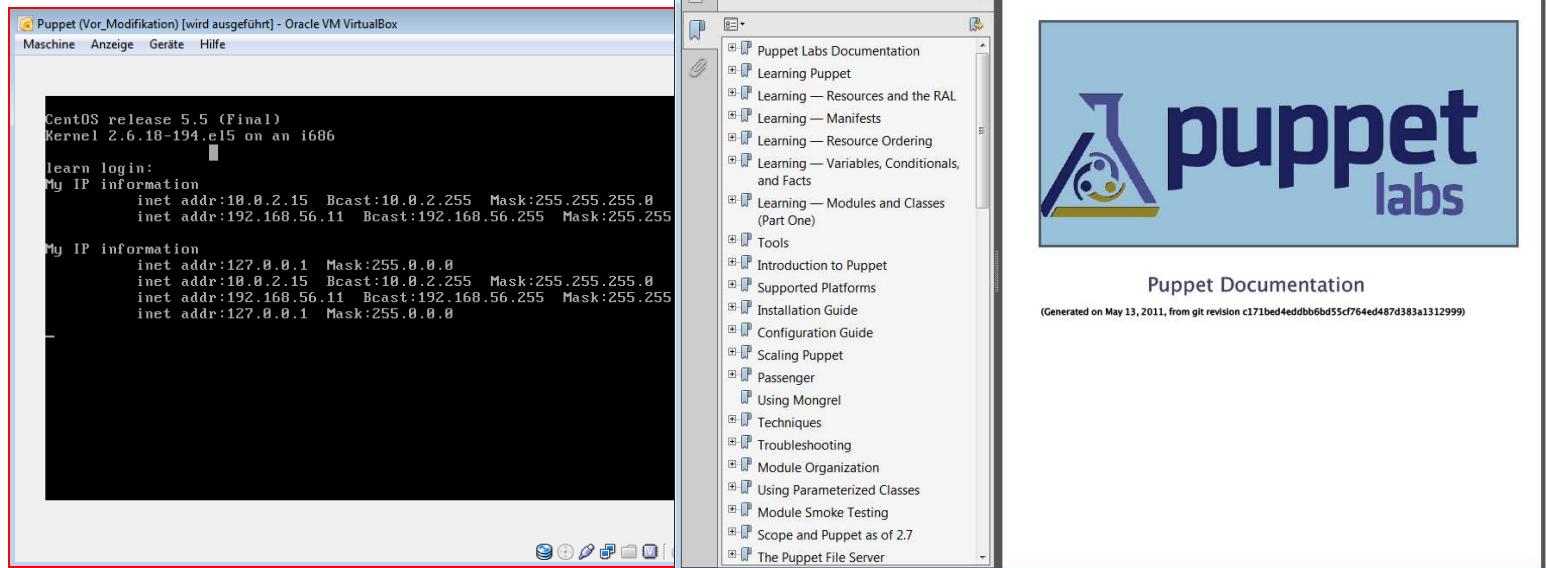 Puppet (Vor_Modifikation) [wird ausgeführt] - Oracle VM VirtualBox
Maschine Anzeige Geräte Hilfe
CentOS release 5.5 (Final)
Kernel 2.6.18-194.el5 on an i686
learn login:
My IP information
inet addr:10.0.2.15 Bcast:10.0.2.255 Mask:255.255.255.0
inet addr:192.168.56.11 Bcast:192.168.56.255 Mask:255.255
My IP information
inet addr:127.0.0.1 Mask:255.0.0.0
inet addr:10.0.2.15 Bcast:10.0.2.255 Mask:255.255.255.0
inet addr:192.168.56.11 Bcast:192.168.56.255 Mask:255.255
inet addr:127.0.0.1 Mask:255.0.0.0
Puppet Labs Documentation
Learning Puppet
Learning — Resources and the RAL
Learning — Manifests
Learning — Resource Ordering
Learning — Variables, Conditionals,
and Facts
Learning — Modules and Classes
(Part One)
Tools
Introduction to Puppet
Supported Platforms
Installation Guide
Configuration Guide
Scaling Puppet
Passenger
Using Mongrel
Techniques
Troubleshooting
Module Organization
Using Parameterized Classes
Module Smoke Testing
Scope and Puppet as of 2.7
The Puppet File Server
puppet
labs
Puppet Documentation
(Generated on May 13, 2011, from git revision c171bed4eddbb6bd55cf764ed487d383a1312999)